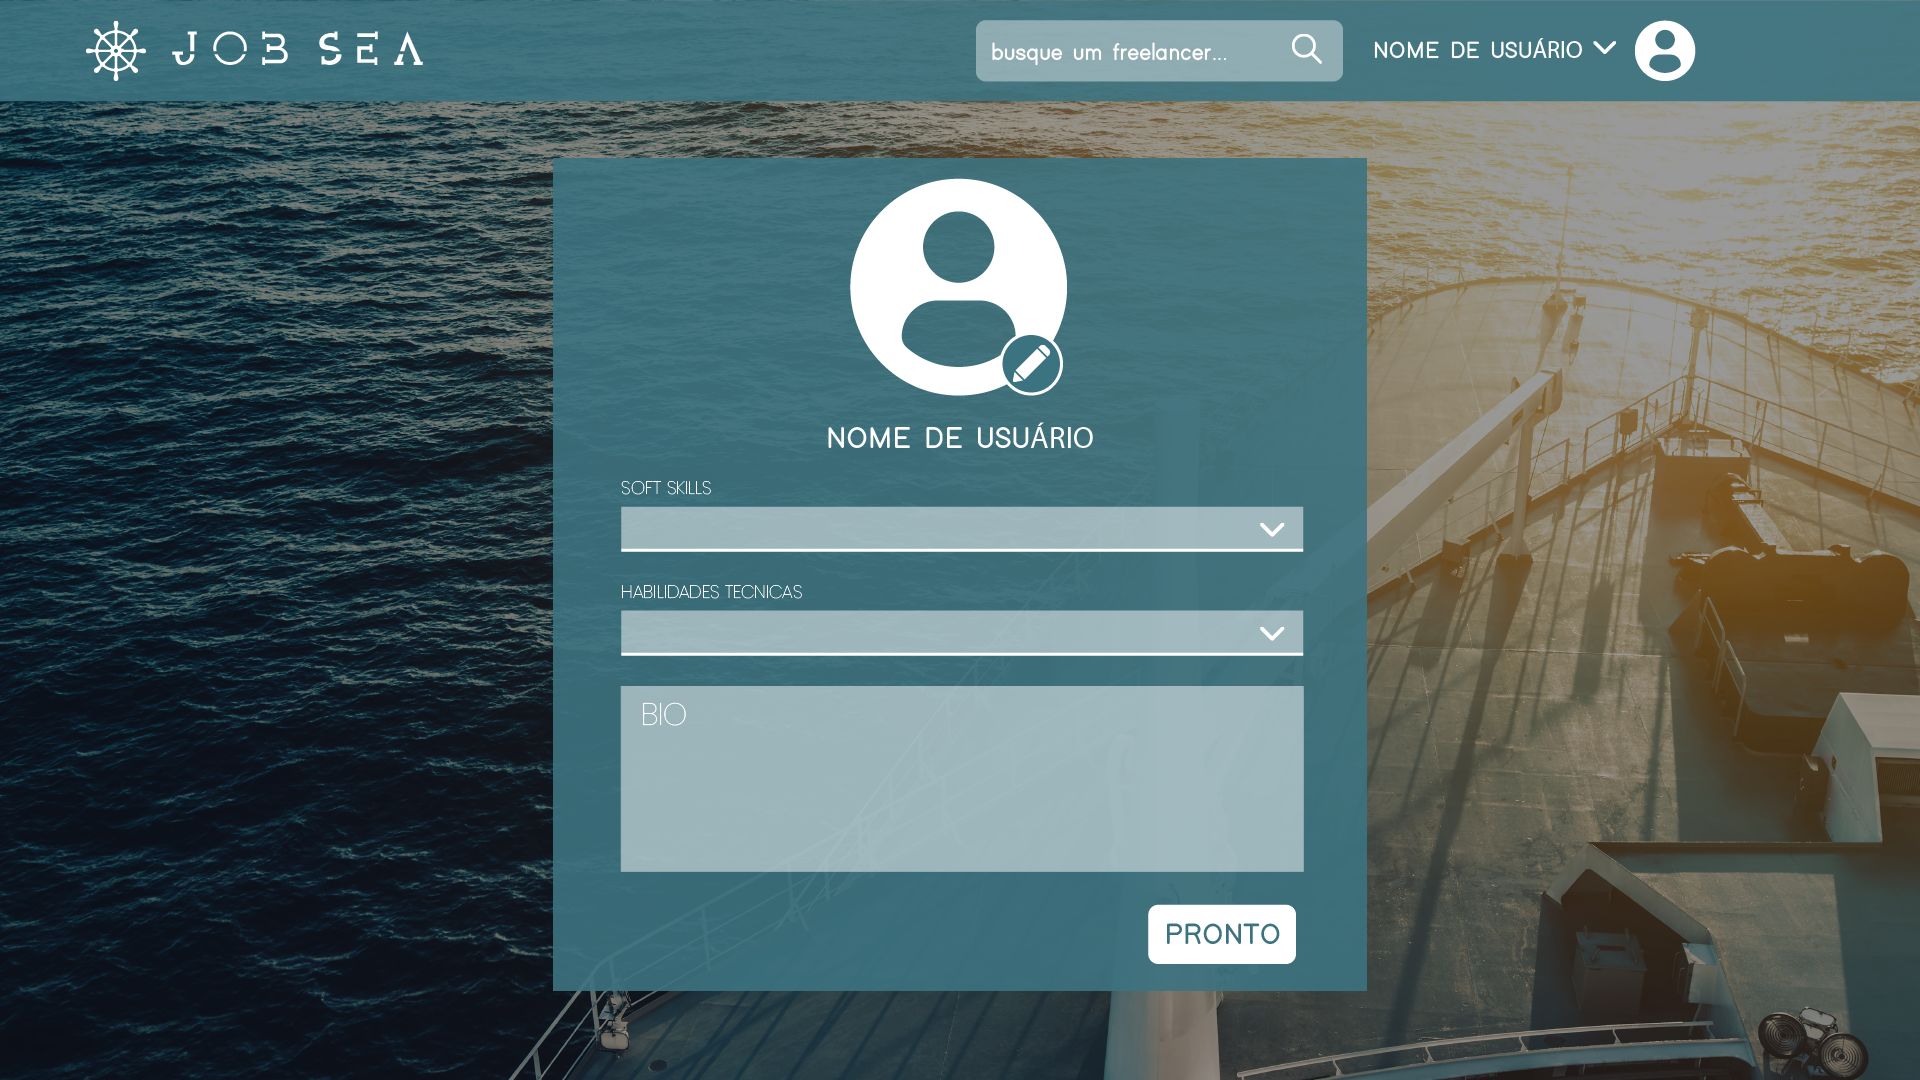 JOB SEA
busque um freelancer...
NOME DE USUÁRIO
NOME DE USUÁRIO
SOFT SKILLS
HABILIDADES TECNICAS
BIO
PRONTO